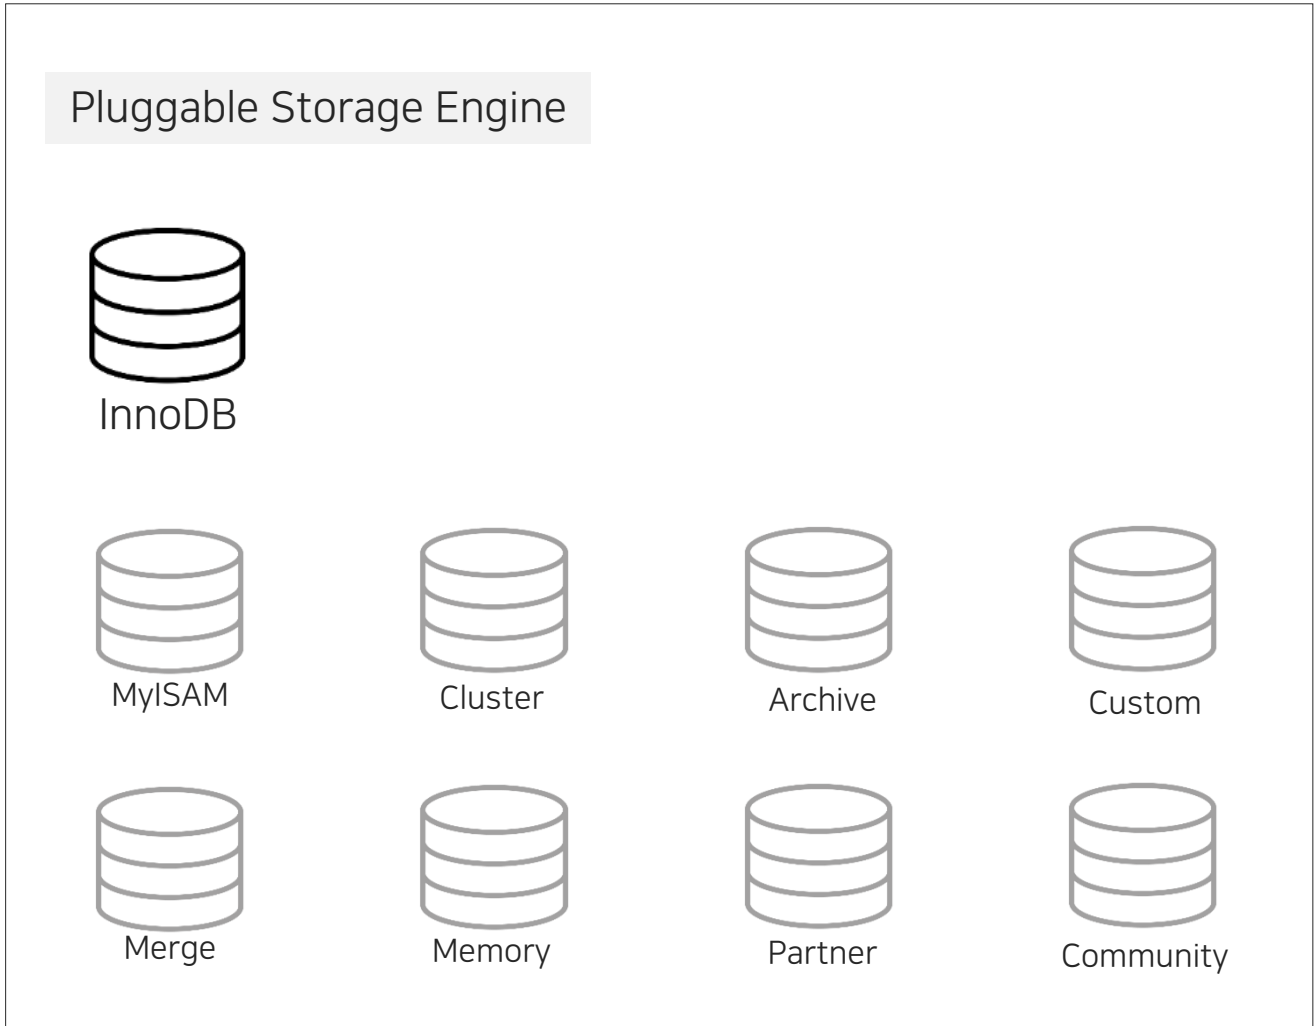 Pluggable Storage Engine
InnoDB
MyISAM
Cluster
Archive
Custom
Merge
Memory
Partner
Community